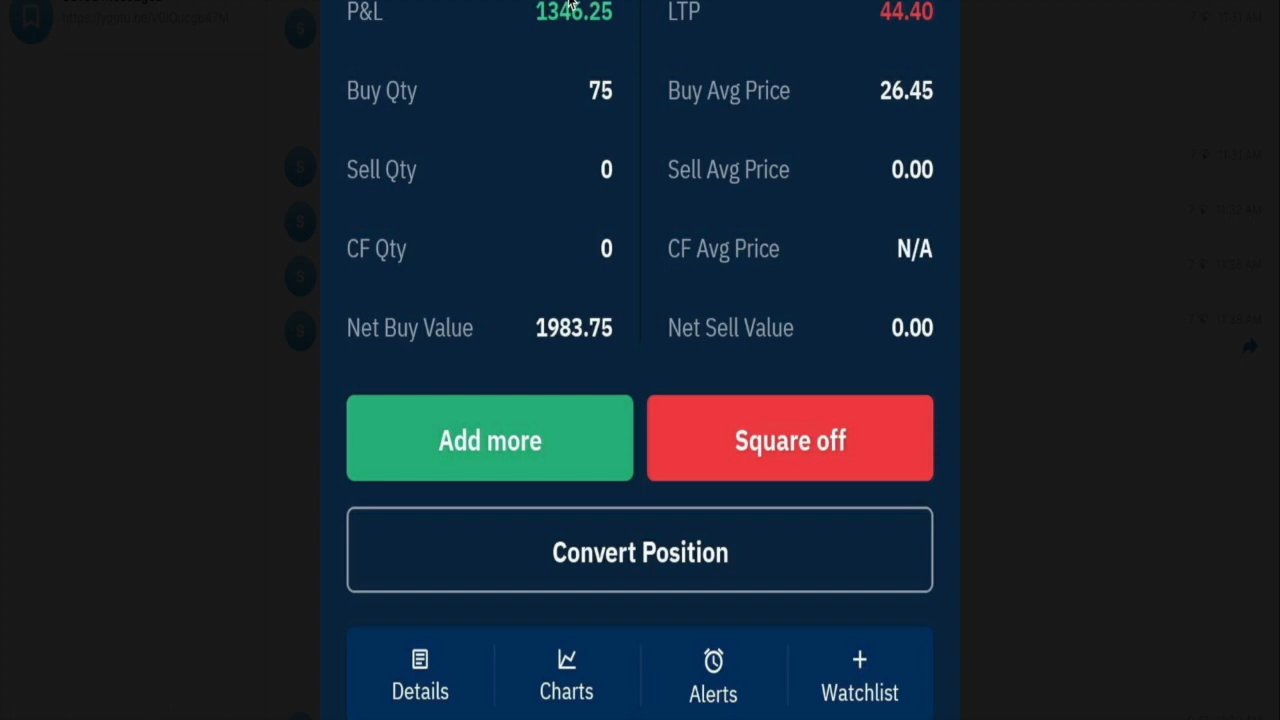 P&L 1346.25 LTP 44.40
Buy Qty 75 Buy Avg Price 26.45
Sell Qty 0 Sell Avg Price 0.00
CF Qty 0 CF Avg Price N/A
Net Buy Value 1983.75 Net Sell Value 0.00
Add more Square off
Convert Position
Details Charts Alerts Watchlist
S
S
S
S
S